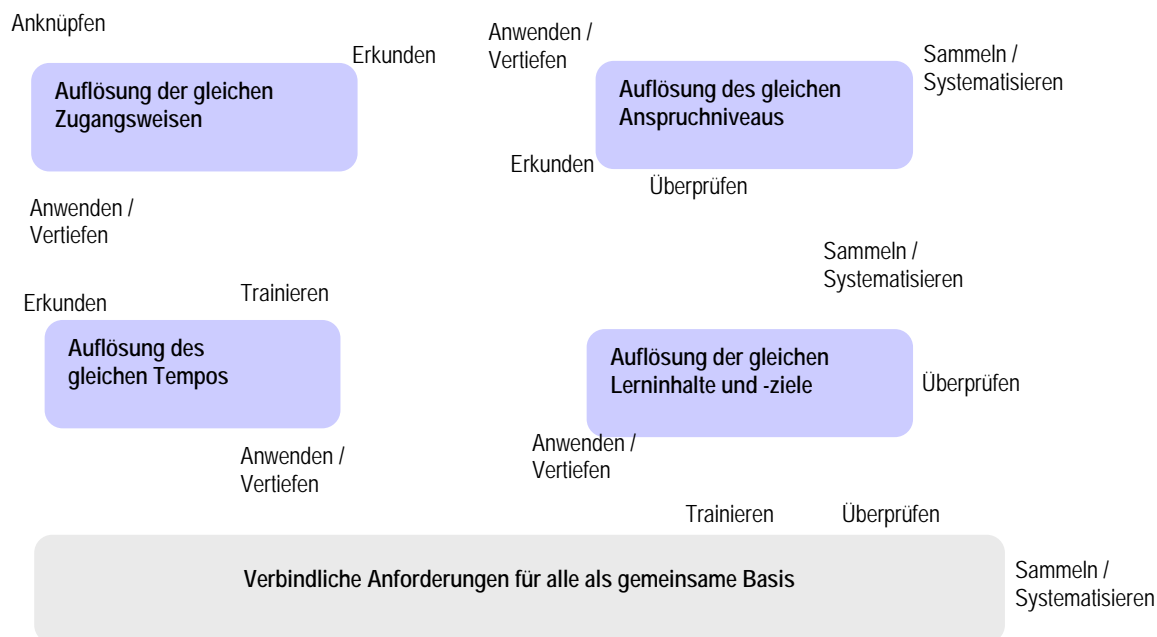 Anknüpfen
Erkunden
Auflösung der gleichen
Zugangsweisen
Anwenden /
Vertiefen
Anwenden /
Vertiefen
Sammeln /
Systematisieren
Auflösung des gleichen
Anspruchniveaus
Erkunden
Überprüfen
Erkunden
Trainieren
Auflösung des
gleichen Tempos
Anwenden /
Vertiefen
Sammeln /
Systematisieren
Auflösung der gleichen
Lerninhalte und -ziele
Überprüfen
Anwenden /
Vertiefen
Trainieren
Überprüfen
Verbindliche Anforderungen für alle als gemeinsame Basis
Sammeln /
Systematisieren